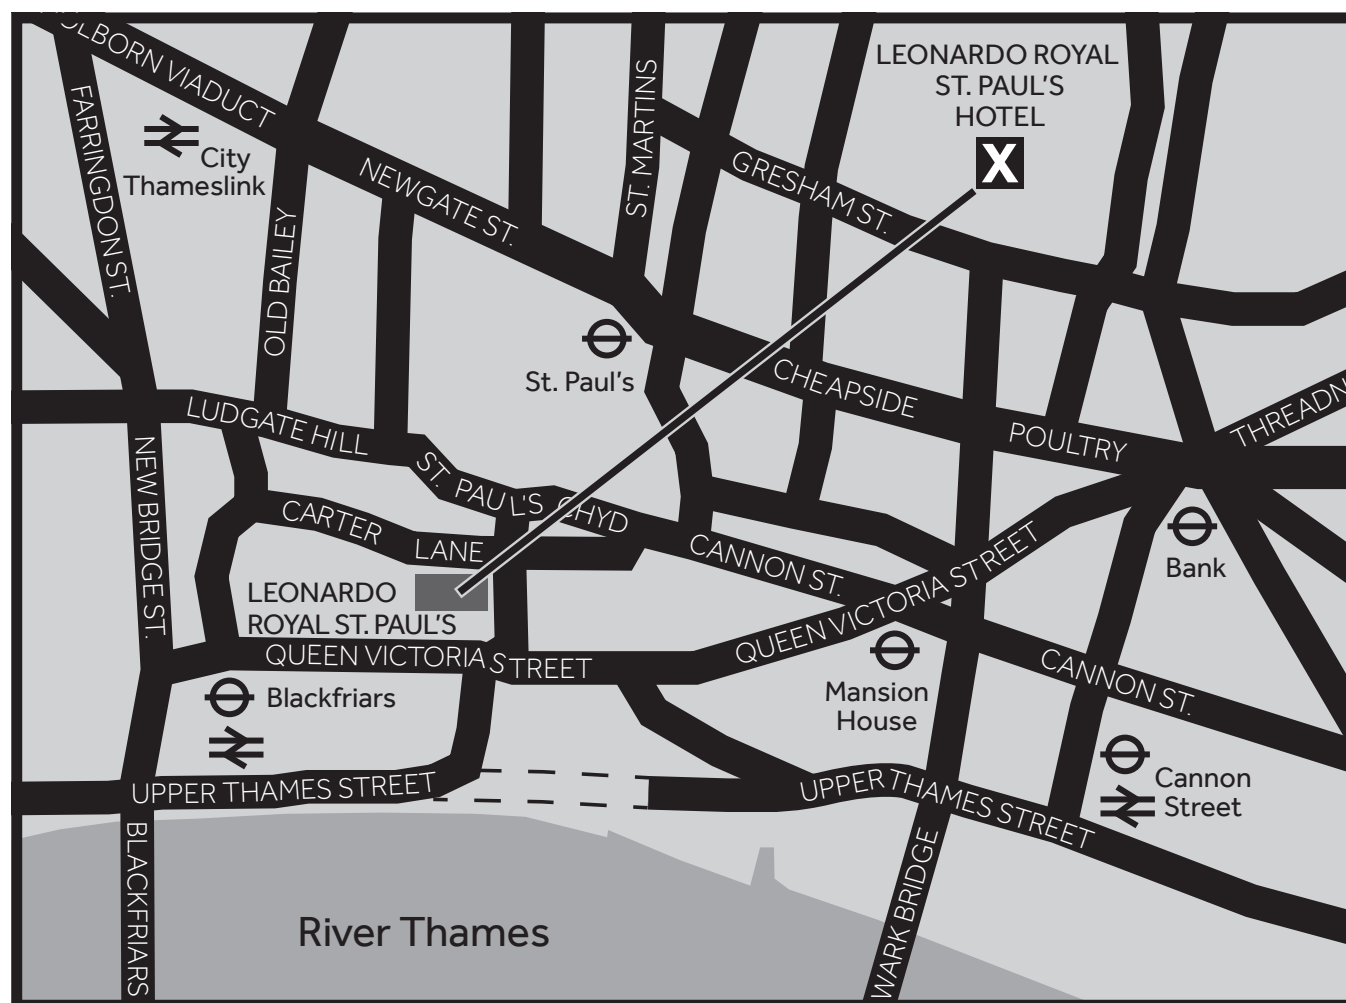 OLBORN VIADUCT
FARRINGDON ST.
City
Thameslink
OLD BAILEY
NEWGATE ST.
ST. MARTINS
GRESHAM ST.
LEONARDO ROYAL
ST. PAUL'S
HOTEL
X
St. Paul's
CHEAPSIDE
POULTRY
THREADN
LUDGATE HILL
ST. PAUL'S CHYD
NEW BRIDGE ST.
CARTER LANE
CANNON ST.
Bank
LEONARDO
ROYAL ST. PAUL'S
QUEEN VICTORIA STREET
QUEEN VICTORIA STREET
Mansion
House
CANNON ST.
Blackfriars
Cannon
Street
UPPER THAMES STREET
UPPER THAMES STREET
BLACKFRIARS
WARK BRIDGE
River Thames